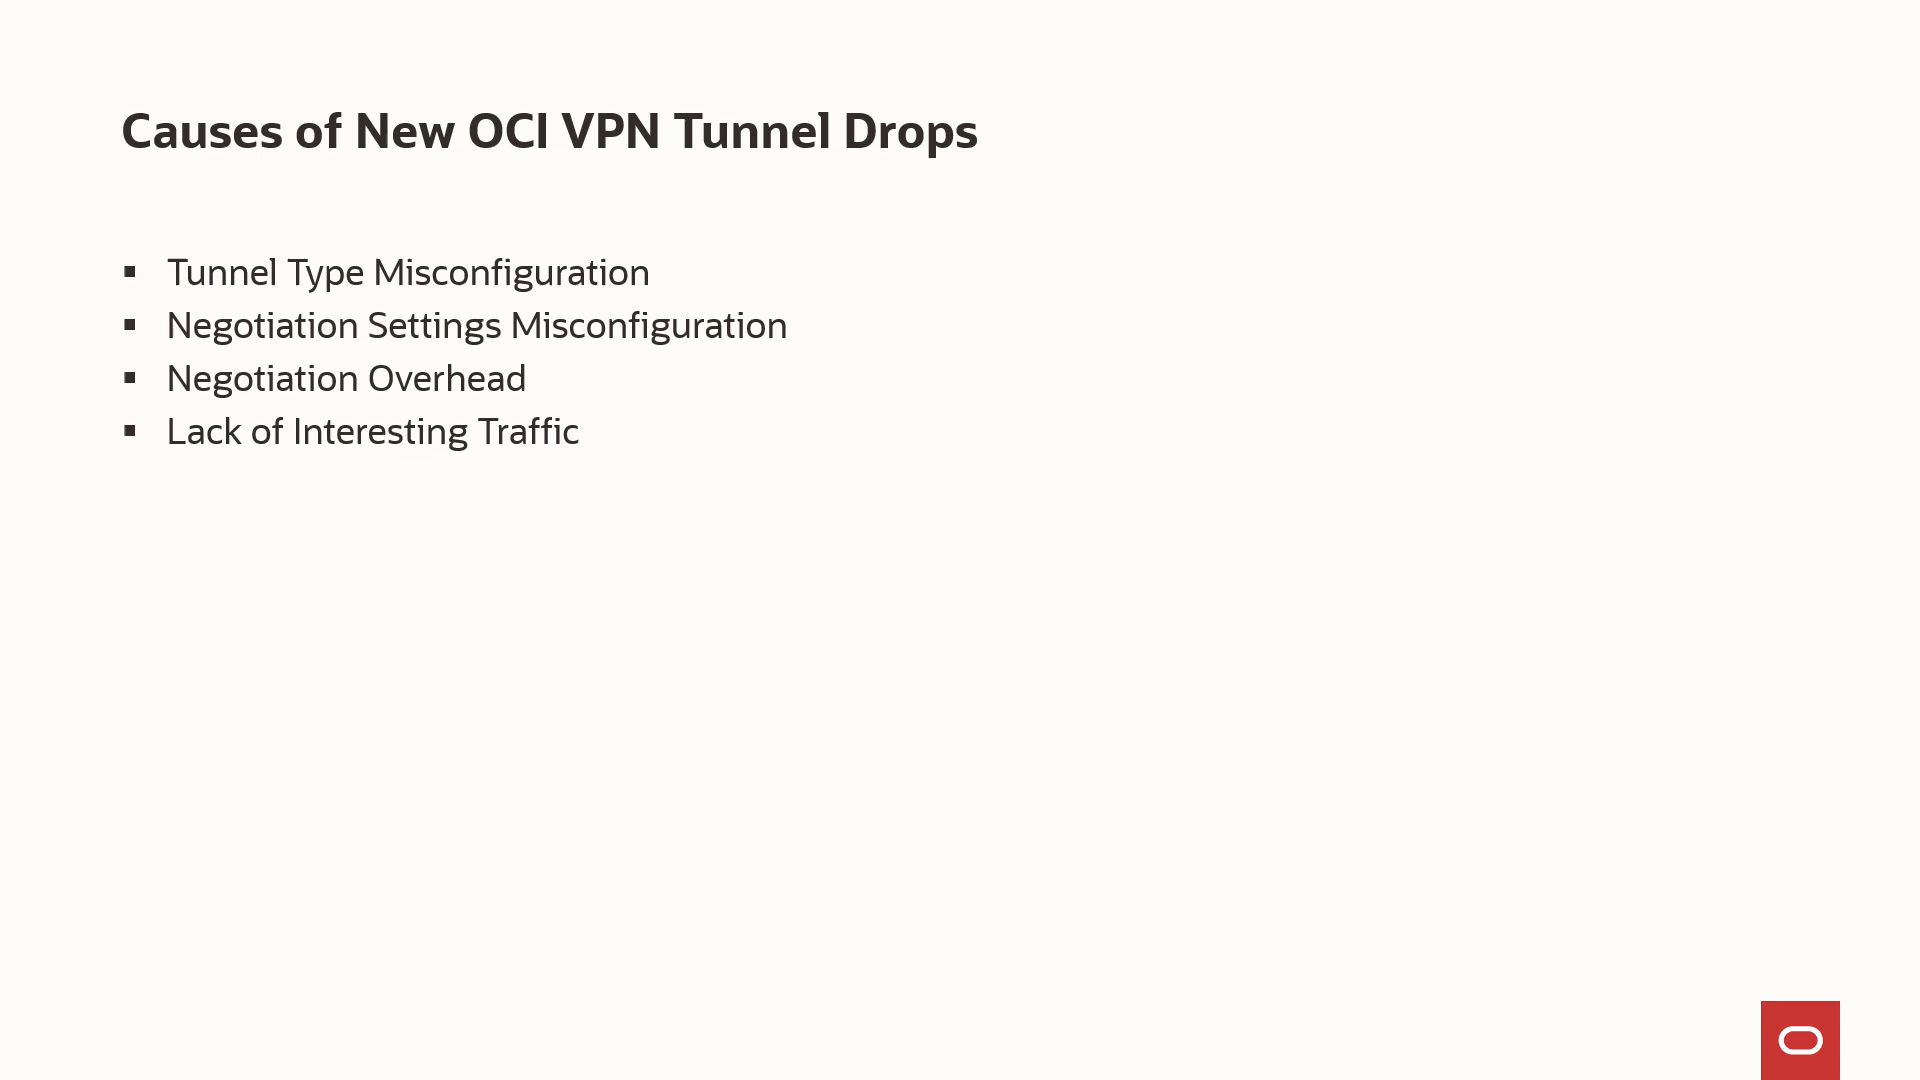 Causes of New OCI VPN Tunnel Drops
▪ Tunnel Type Misconfiguration
▪ Negotiation Settings Misconfiguration
▪ Negotiation Overhead
▪ Lack of Interesting Traffic